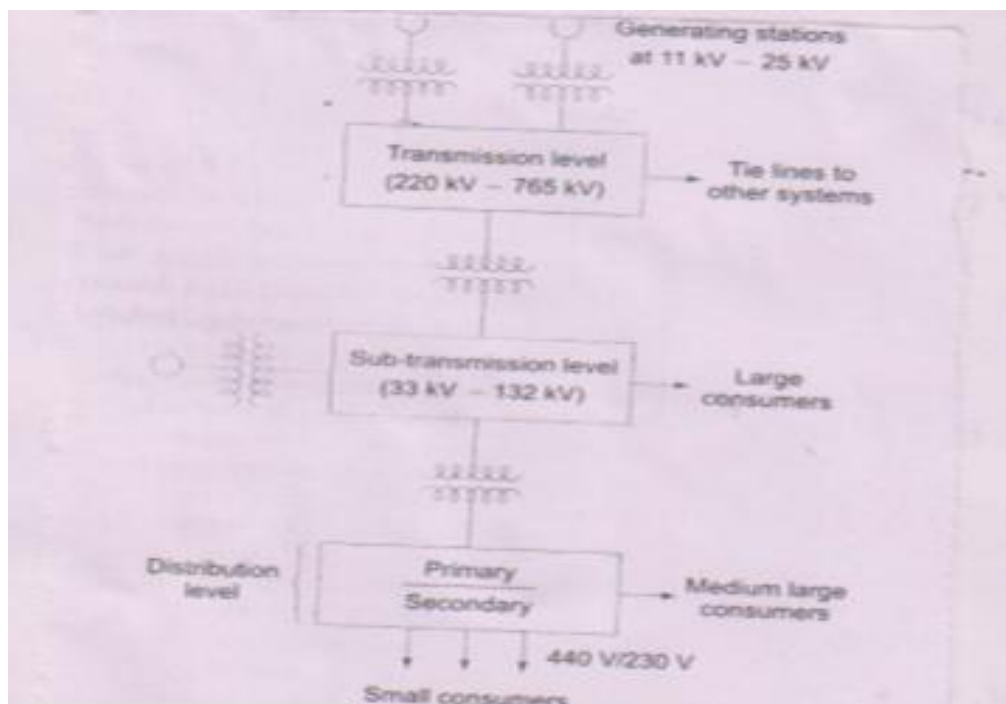 Generating stations
at 11 kV – 25 kV
Transmission level
(220 kV – 765 kV)
Tie lines to
other systems
Sub-transmission level
(33 kV – 132 kV)
Large
consumers
Distribution
level
Primary
Secondary
Medium large
consumers
440 V/230 V
Small consumers